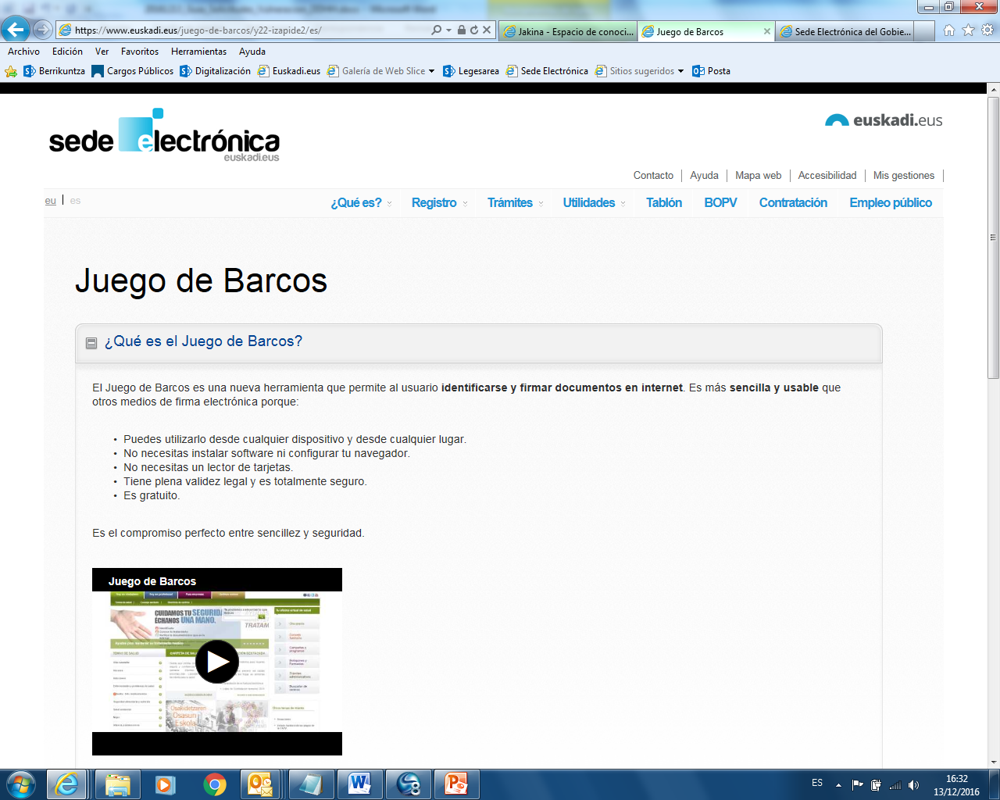 https://www.euskadi.eus/juego-de-barcos/y22-izapide2/es/
Jakina - Espacio de conoci...
Juego de Barcos
Sede Electrónica del Gobie...
Archivo Edición Ver Favoritos Herramientas Ayuda
Berrikuntza Cargos Públicos Digitalización Euskadi.eus Galería de Web Slice Legesarea Sede Electrónica Sitios sugeridos Posta
sede electrónica
euskadi.eus
euskadi.eus
Contacto Ayuda Mapa web Accesibilidad Mis gestiones
eu es
¿Qué es? Registro Trámites Utilidades Tablón BOPV Contratación Empleo público
Juego de Barcos
¿Qué es el Juego de Barcos?
El Juego de Barcos es una nueva herramienta que permite al usuario identificarse y firmar documentos en internet. Es más sencilla y usable que
otros medios de firma electrónica porque:
• Puedes utilizarlo desde cualquier dispositivo y desde cualquier lugar.
• No necesitas instalar software ni configurar tu navegador.
• No necesitas un lector de tarjetas.
• Tiene plena validez legal y es totalmente seguro.
• Es gratuito.
Es el compromiso perfecto entre sencillez y seguridad.
Juego de Barcos
CUIDAMOS TU SEGURID
ÉCHANOS UNA MANO.
TRATAM
Osakidetzaren
Osasun
Eskola
ES
16:32
13/12/2016